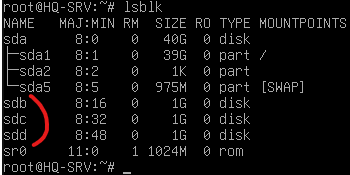 root@HQ-SRV:~# lsblk
NAME   MAJ:MIN RM  SIZE RO TYPE MOUNTPOINTS
sda      8:0    0   40G  0 disk
├─sda1   8:1    0   39G  0 part /
├─sda2   8:2    0    1K  0 part
└─sda5   8:5    0  975M  0 part [SWAP]
sdb      8:16   0    1G  0 disk
sdc      8:32   0    1G  0 disk
sdd      8:48   0    1G  0 disk
sr0     11:0    1 1024M  0 rom
root@HQ-SRV:~# _